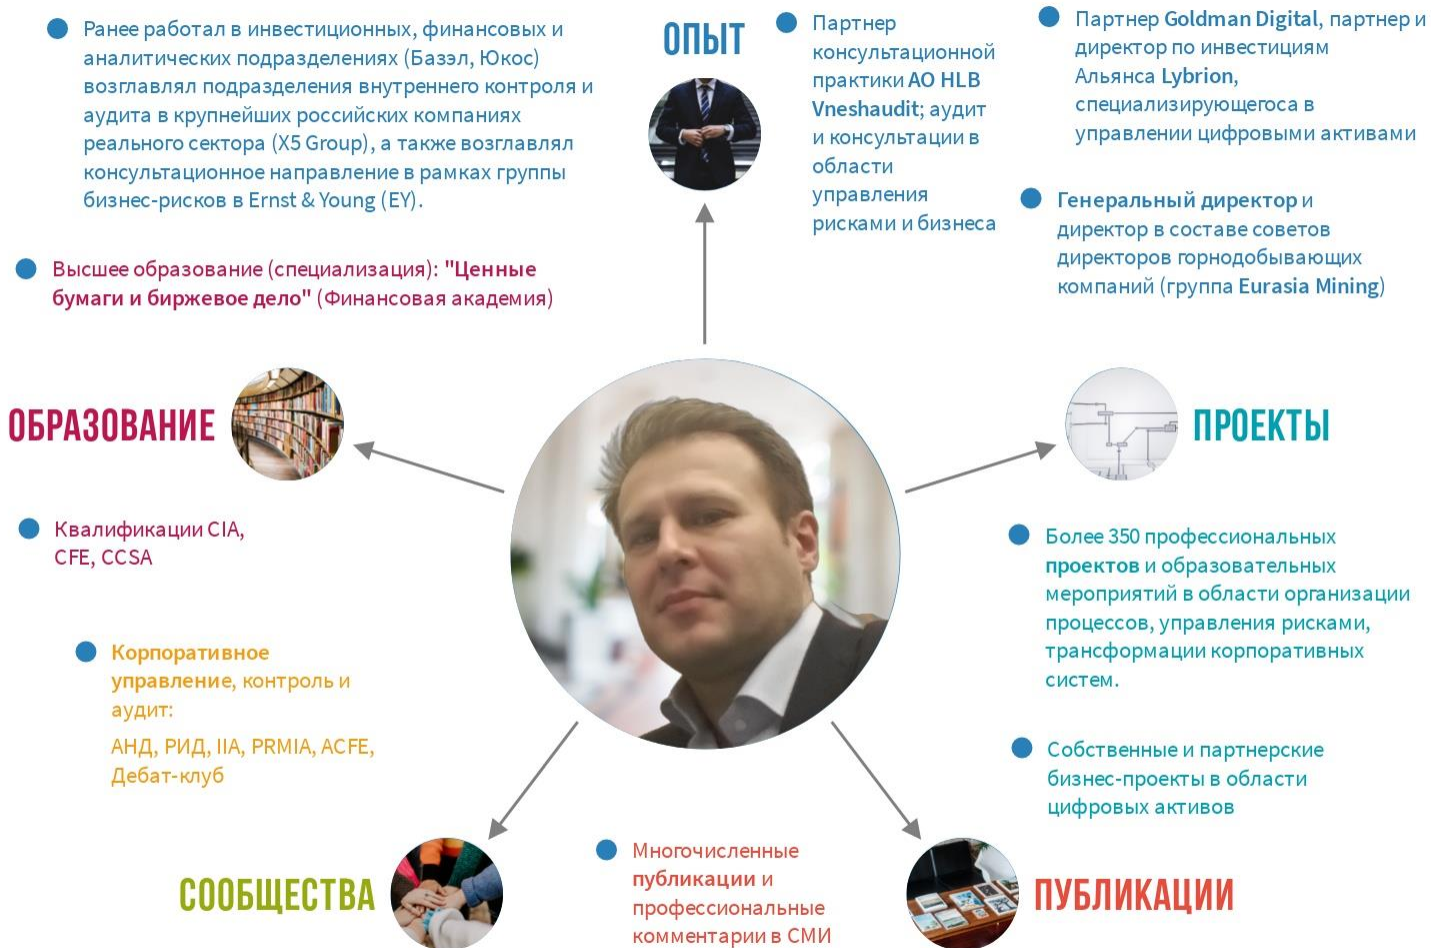 Ранее работал в инвестиционных, финансовых и
аналитических подразделениях (Базэл, Юкос)
возглавлял подразделения внутреннего контроля и
аудита в крупнейших российских компаниях
реального сектора (X5 Group), а также возглавлял
консультационное направление в рамках группы
бизнес-рисков в Ernst & Young (EY).
ОПЫТ
Партнер
консультационной
практики АО HLB
Vneshaudit; аудит
и консультации в
области
управления
рисками и бизнеса
Партнер Goldman Digital, партнер и
директор по инвестициям
Альянса Lybrion,
специализирующегоса в
управлении цифровыми активами
Генеральный директор и
директор в составе советов
директоров горнодобывающих
компаний (группа Eurasia Mining)
Высшее образование (специализация): "Ценные
бумаги и биржевое дело" (Финансовая академия)
ОБРАЗОВАНИЕ
ПРОЕКТЫ
Квалификации CIA,
CFE, CCSA
Более 350 профессиональных
проектов и образовательных
мероприятий в области организации
процессов, управления рисками,
трансформации корпоративных
систем.
Корпоративное
управление, контроль и
аудит:
АНД, РИД, IIA, PRMIA, ACFE,
Дебат-клуб
Собственные и партнерские
бизнес-проекты в области
цифровых активов
СООБЩЕСТВА
Многочисленные
публикации и
профессиональные
комментарии в СМИ
ПУБЛИКАЦИИ